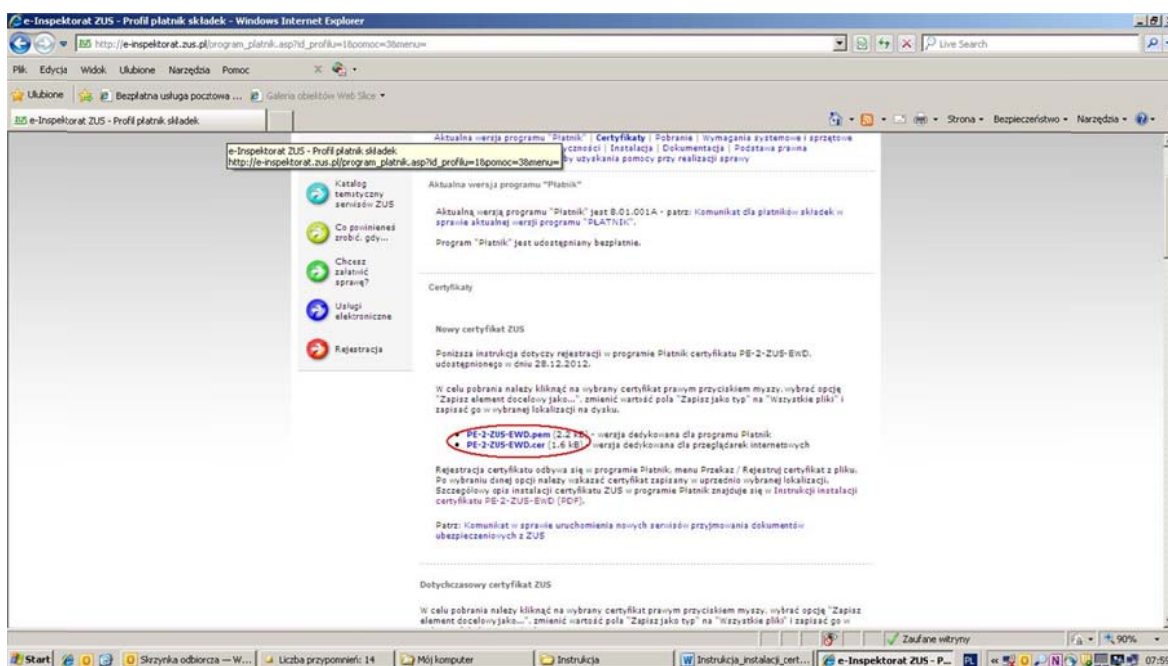 e-Inspektorat ZUS - Profil płatnik składek - Windows Internet Explorer
http://e-inspektorat.zus.pl/program_platnik.asp?id_profilu=1&pomoc=3&menu=
Live Search
Plik Edycja Widok Ulubione Narzędzia Pomoc
Ulubione Bezpłatna usługa pocztowa ... Galeria obiektów Web Slice
e-Inspektorat ZUS - Profil płatnik składek
Strona Bezpieczeństwo Narzędzia
e-Inspektorat ZUS - Profil płatnik składek
http://e-inspektorat.zus.pl/program_platnik.asp?id_profilu=1&pomoc=3&menu=
Aktualna wersja programu "Płatnik" | Certyfikaty | Pobranie | Wymagania systemowe i sprzętowe
| Instalacja | Dokumentacja | Podstawa prawna
by uzyskania pomocy przy realizacji sprawy
Katalog
tematyczny
serwisów ZUS
Co powinieneś
zrobić, gdy...
Chcesz
załatwić
sprawę?
Usługi
elektroniczne
Rejestracja
Aktualna wersja programu "Płatnik"
Aktualną wersją programu "Płatnik" jest 8.01.001A - patrz: Komunikat dla płatników składek w
sprawie aktualnej wersji programu "PŁATNIK".
Program "Płatnik" jest udostępniany bezpłatnie.
Certyfikaty
Nowy certyfikat ZUS
Poniższa instrukcja dotyczy rejestracji w programie Płatnik certyfikatu PE-2-ZUS-EWD,
udostępnionego w dniu 28.12.2012.
W celu pobrania należy kliknąć na wybrany certyfikat prawym przyciskiem myszy, wybrać opcję
"Zapisz element docelowy jako...", zmienić wartość pola "Zapisz jako typ" na "Wszystkie pliki" i
zapisać go w wybranej lokalizacji na dysku.
PE-2-ZUS-EWD.pem (2.2 kB) - wersja dedykowana dla programu Płatnik
PE-2-ZUS-EWD.cer (1.6 kB) - wersja dedykowana dla przeglądarek internetowych
Rejestracja certyfikatu odbywa się w programie Płatnik, menu Przekaz / Rejestruj certyfikat z pliku.
Po wybraniu danej opcji należy wskazać certyfikat zapisany w uprzednio wybranej lokalizacji.
Szczegółowy opis instalacji certyfikatu ZUS w programie Płatnik znajduje się w Instrukcji instalacji
certyfikatu PE-2-ZUS-EWD (PDF).
Patrz: Komunikat w sprawie uruchomienia nowych serwisów przyjmowania dokumentów
ubezpieczeniowych z ZUS
Dotychczasowy certyfikat ZUS
W celu pobrania należy kliknąć na wybrany certyfikat prawym przyciskiem myszy, wybrać opcję "Zapisz
element docelowy jako...", zmienić wartość pola "Zapisz jako typ" na "Wszystkie pliki" i zapisać go w
Zaufane witryny 90%
Start Skrzynka odbiorcza — W... Liczba przypomnień: 14 Mój komputer Instrukcja Instrukcja_instalacji_cert... e-Inspektorat ZUS - P... PL